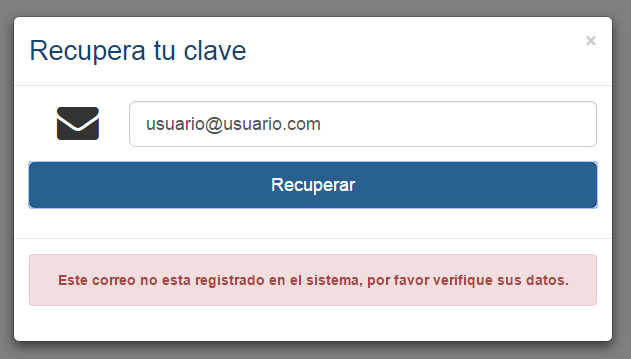 Recupera tu clave
×
usuario@usuario.com
Recuperar
Este correo no esta registrado en el sistema, por favor verifique sus datos.